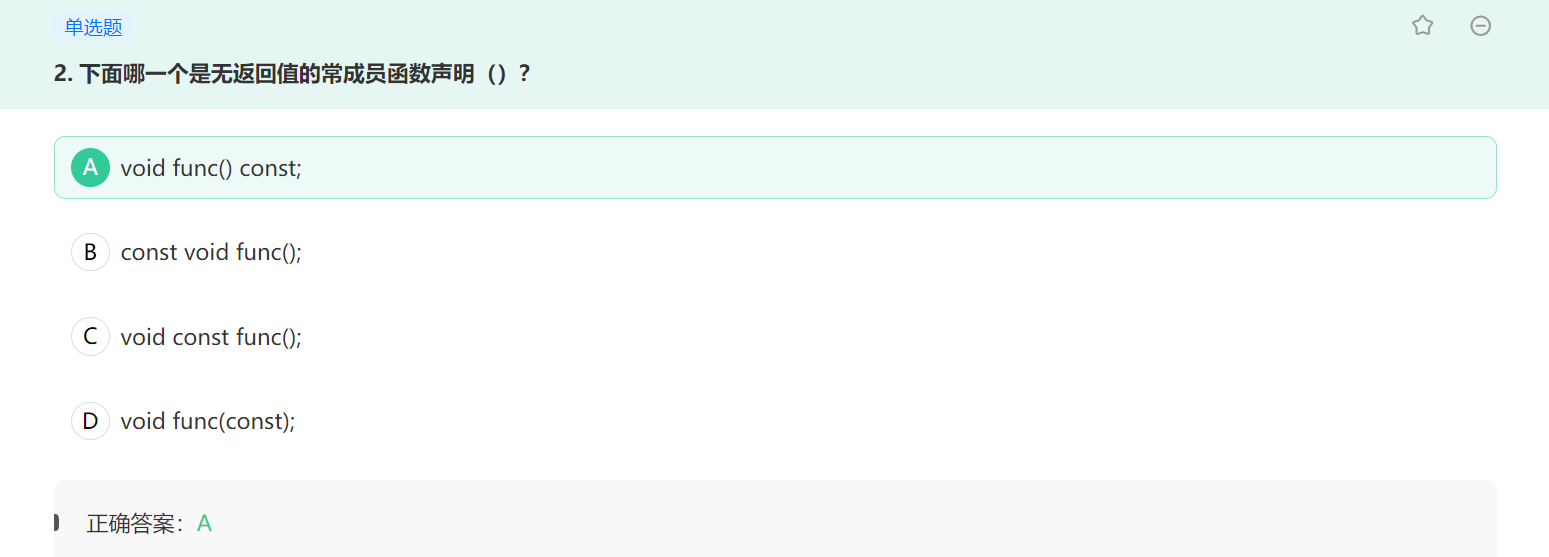 单选题
2. 下面哪一个是无返回值的常成员函数声明（）？
A void func() const;
B const void func();
C void const func();
D void func(const);
正确答案：A